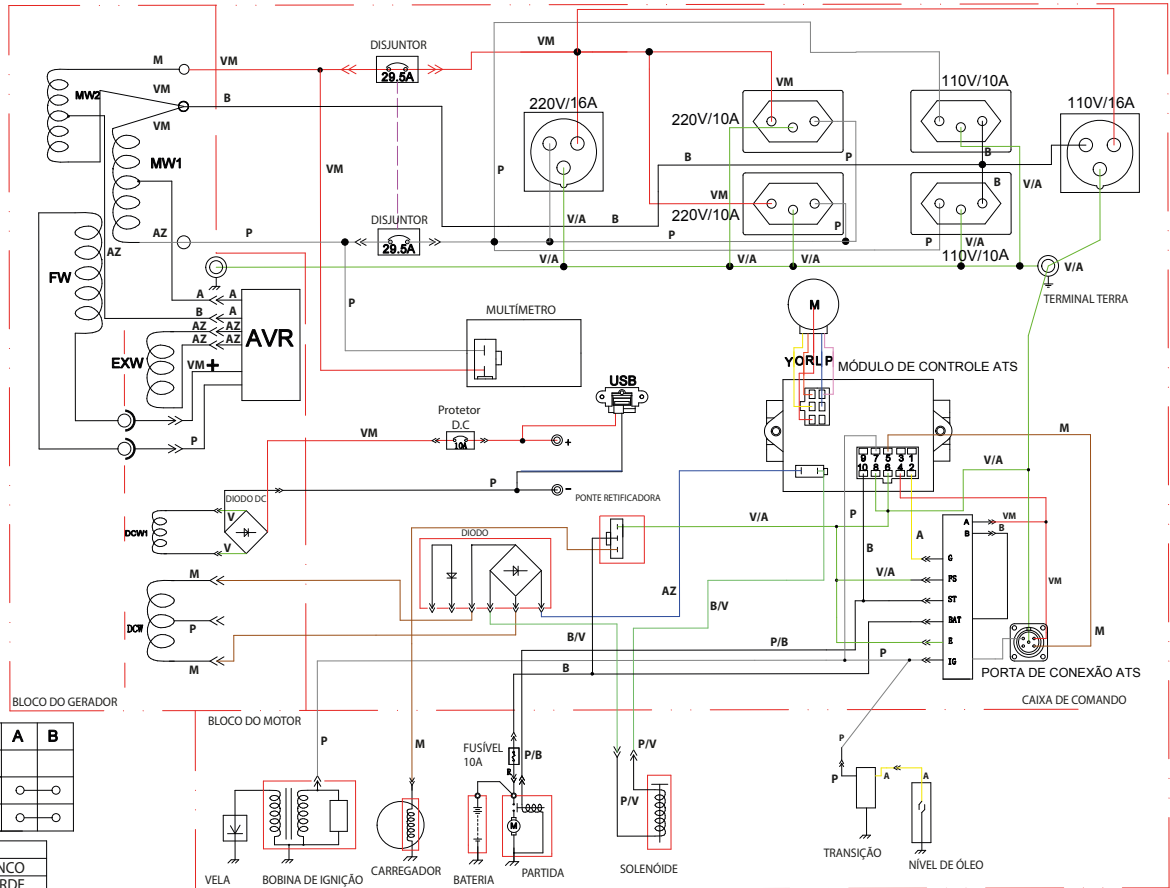 DISJUNTOR
VM
M
VM
29.5A
110V/10A
MW2
VM
B
VM
220V/16A
220V/10A
110V/16A
VM
MW1
P
VM
B
P
P
VM
B
V/A
220V/10A
DISJUNTOR
V/A
B
AZ
P
P
P
V/A
29.5A
110V/10A
AZ
V/A
V/A
V/A
FW
TERMINAL TERRA
A
A
P
M
B
A
MULTÍMETRO
AZ
AZ
AZ
AZ
AVR
EXW
VM
+
YORLP
MÓDULO DE CONTROLE ATS
USB
Protetor
D.C
10A
VM
+
P
M
9 7 5 3 1
10 8 6 4 2
V/A
P
-
DIODO DC
PONTE RETIFICADORA
V
V
DCW1
V/A
P
A
VM
B
B
DIODO
B
A
G
M
AZ
V/A
FS
VM
ST
B/V
BAT
DCW
P
B/V
P/B
E
M
M
B
P
IG
PORTA DE CONEXÃO ATS
BLOCO DO GERADOR
CAIXA DE COMANDO
BLOCO DO MOTOR
A B
P
M
FUSÍVEL
10A
P/B
P/V
P
R
P
A
A
P/V
M
TRANSIÇÃO
NÍVEL DE ÓLEO
SOLENÓIDE
CARREGADOR
PARTIDA
VELA
BOBINA DE IGNIÇÃO
BATERIA
NCO
RDE